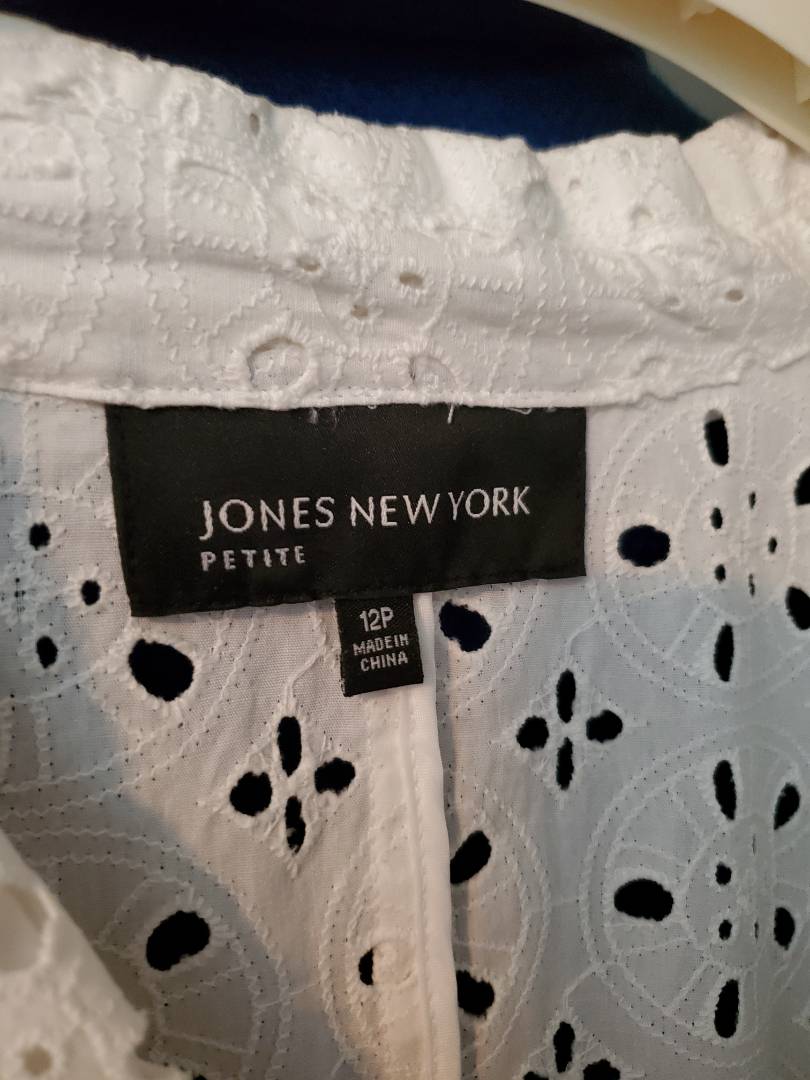 JONES NEW YORK
PETITE
12P
MADE IN
CHINA